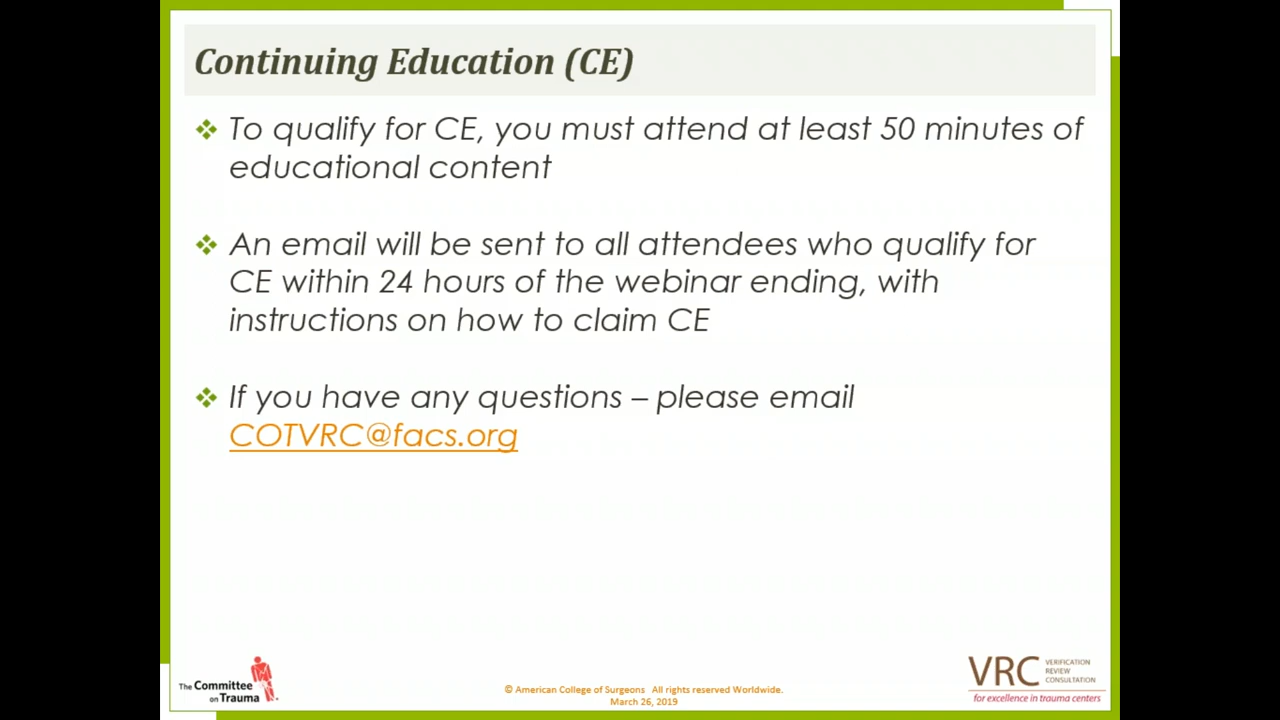 Continuing Education (CE)
❖ To qualify for CE, you must attend at least 50 minutes of
educational content
❖ An email will be sent to all attendees who qualify for
CE within 24 hours of the webinar ending, with
instructions on how to claim CE
❖ If you have any questions – please email
COTVRC@facs.org
The Committee
on Trauma
© American College of Surgeons All rights reserved Worldwide.
March 26, 2019
VRC
VERIFICATION
REVIEW
CONSULTATION
for excellence in trauma centers